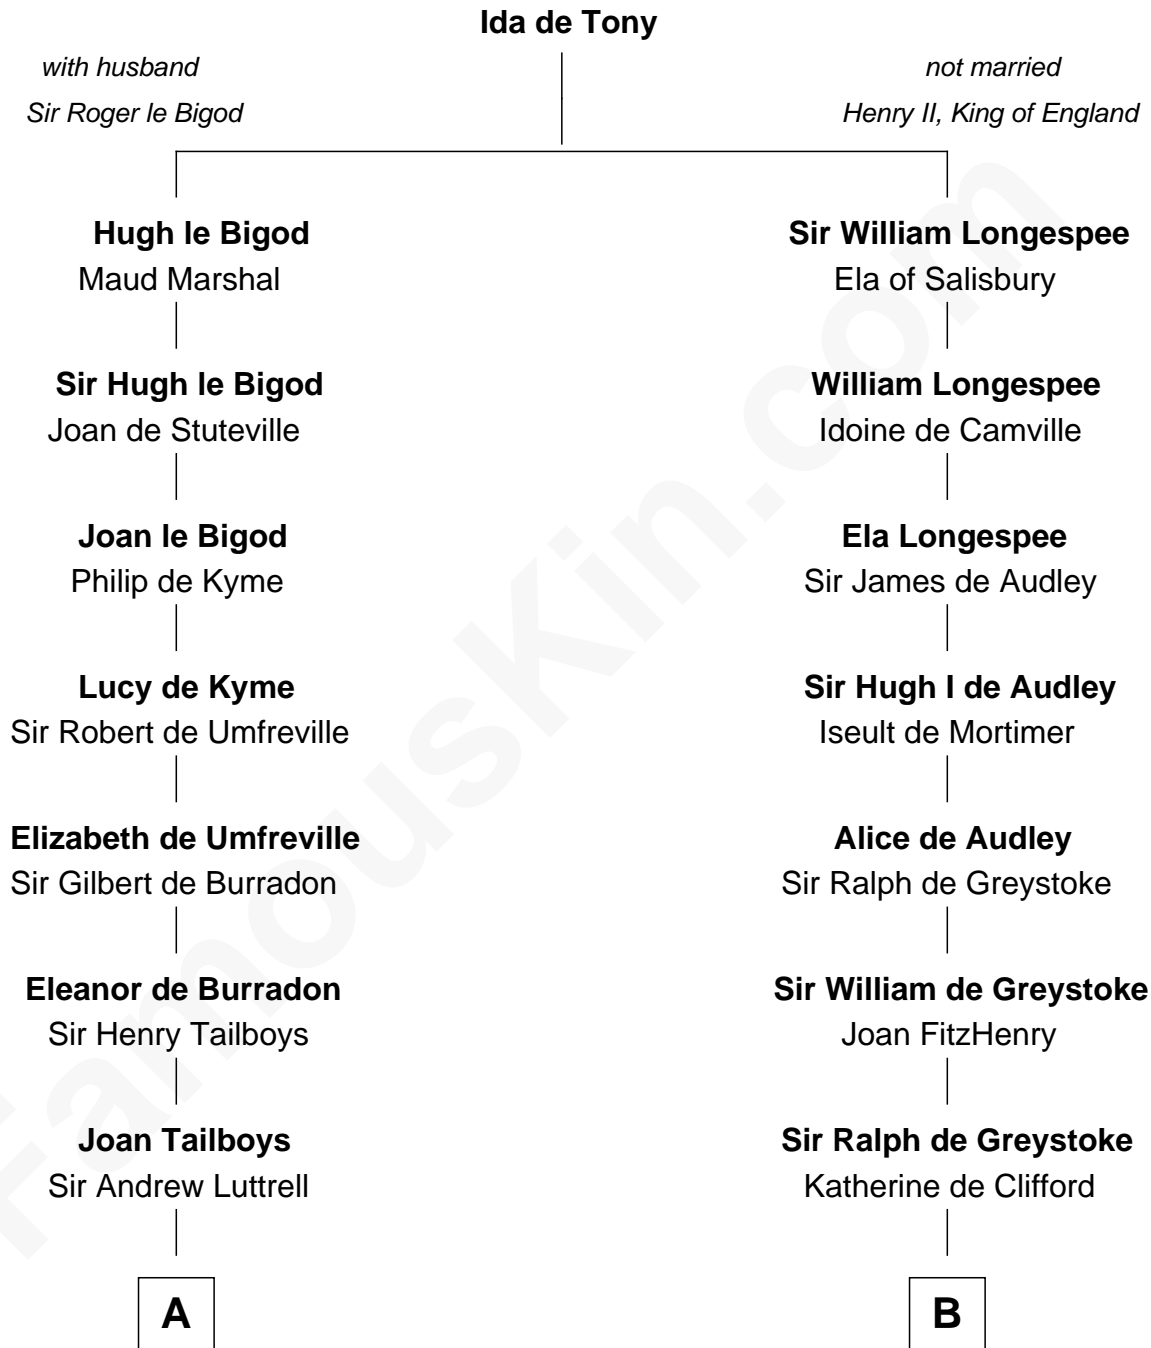 Ida de Tony
with husband
Sir Roger le Bigod
not married
Henry II, King of England
Hugh le Bigod
Maud Marshal
Sir William Longespee
Ela of Salisbury
Sir Hugh le Bigod
Joan de Stuteville
William Longespee
Idoine de Camville
Joan le Bigod
Philip de Kyme
Ela Longespee
Sir James de Audley
Lucy de Kyme
Sir Robert de Umfreville
Sir Hugh I de Audley
Iseult de Mortimer
Elizabeth de Umfreville
Sir Gilbert de Burradon
Alice de Audley
Sir Ralph de Greystoke
Eleanor de Burradon
Sir Henry Tailboys
Sir William de Greystoke
Joan FitzHenry
Joan Tailboys
Sir Andrew Luttrell
Sir Ralph de Greystoke
Katherine de Clifford
A
B
FamousKin.com